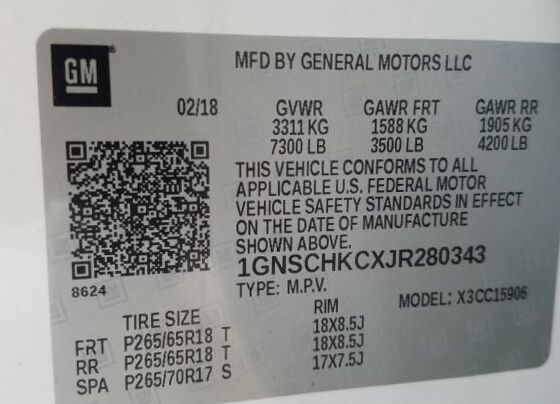 GM
MFD BY GENERAL MOTORS LLC
02/18 GVWR GAWR FRT GAWR RR
3311 KG 1588 KG 1905 KG
7300 LB 3500 LB 4200 LB
THIS VEHICLE CONFORMS TO ALL
APPLICABLE U.S. FEDERAL MOTOR
VEHICLE SAFETY STANDARDS IN EFFECT
ON THE DATE OF MANUFACTURE
SHOWN ABOVE.
1GNSCHKCXJR280343
8624 TYPE: M.P.V. MODEL: X3CC15906
TIRE SIZE RIM
FRT P265/65R18 T 18X8.5J
RR P265/65R18 T 18X8.5J
SPA P265/70R17 S 17X7.5J